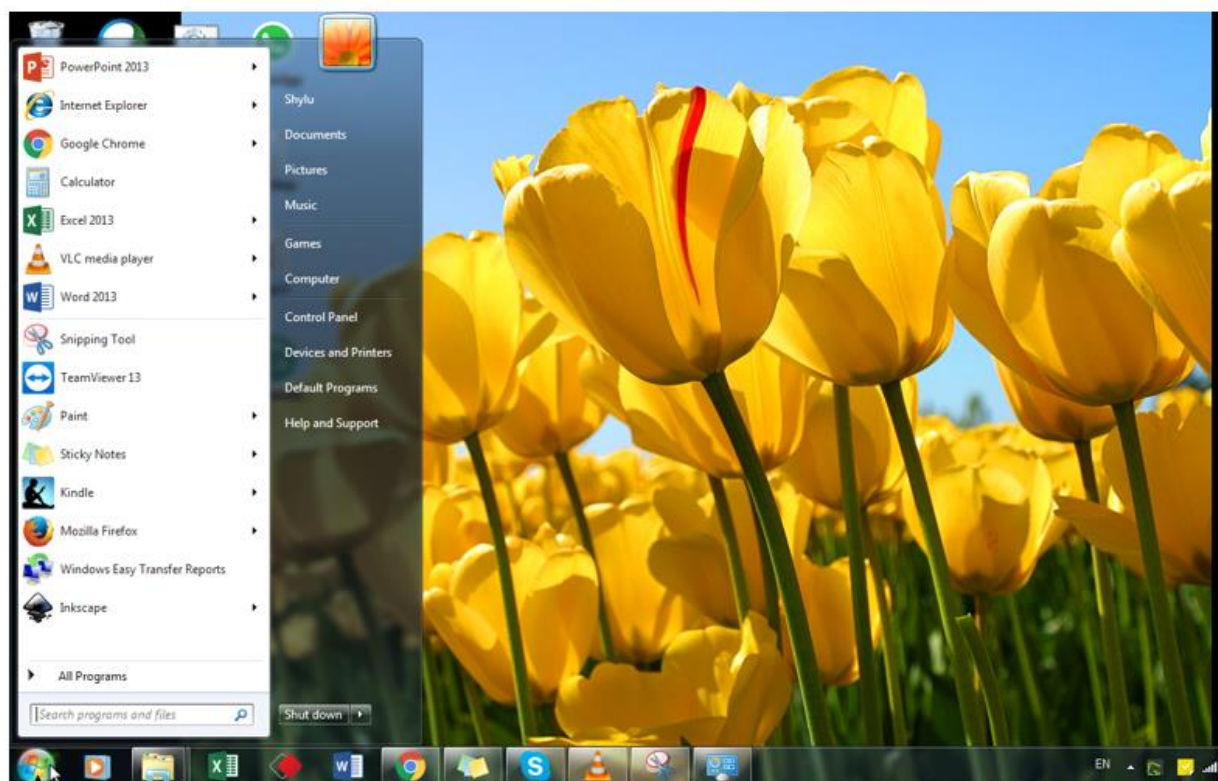 PowerPoint 2013
Internet Explorer
Google Chrome
Calculator
Excel 2013
VLC media player
Word 2013
Snipping Tool
TeamViewer 13
Paint
Sticky Notes
Kindle
Mozilla Firefox
Windows Easy Transfer Reports
Inkscape
All Programs
Search programs and files
Shylu
Documents
Pictures
Music
Games
Computer
Control Panel
Devices and Printers
Default Programs
Help and Support
Shut down
EN